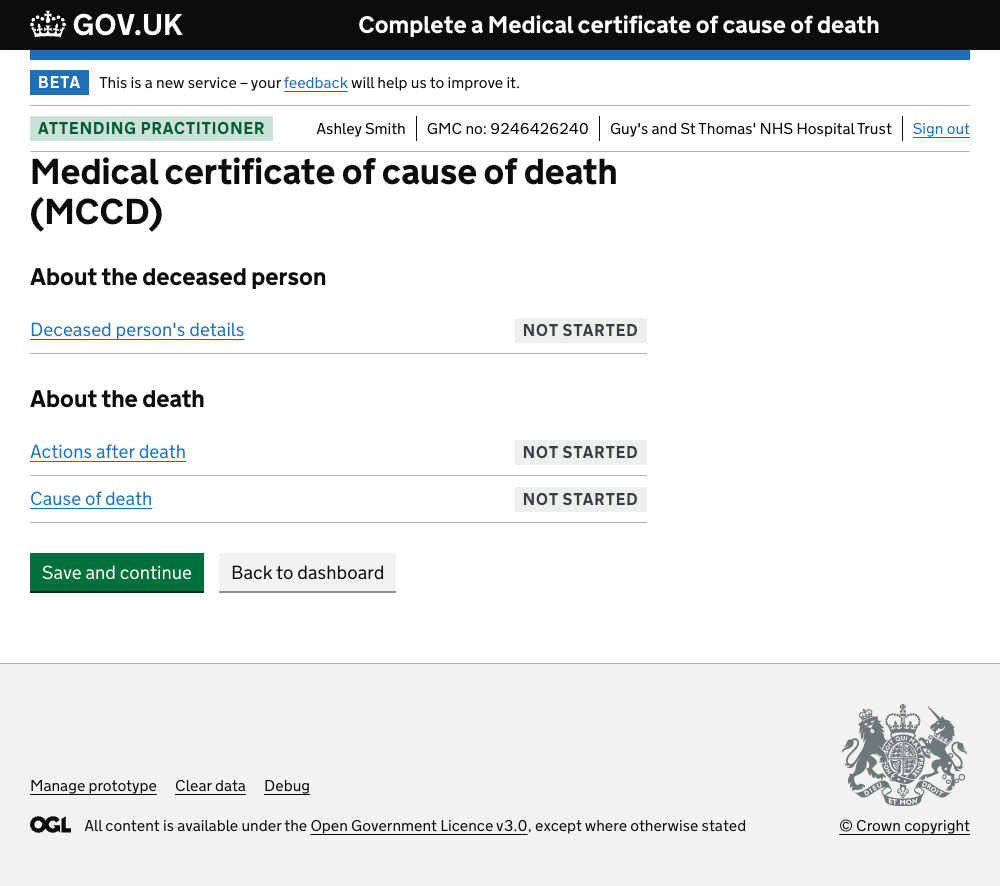 GOV.UK
Complete a Medical certificate of cause of death
BETA This is a new service – your feedback will help us to improve it.
ATTENDING PRACTITIONER Ashley Smith GMC no: 9246426240 Guy's and St Thomas' NHS Hospital Trust Sign out
Medical certificate of cause of death
(MCCD)
About the deceased person
Deceased person's details NOT STARTED
About the death
Actions after death NOT STARTED
Cause of death NOT STARTED
Save and continue Back to dashboard
Manage prototype Clear data Debug
DIEU ET MON DROIT
OGL All content is available under the Open Government Licence v3.0, except where otherwise stated
© Crown copyright